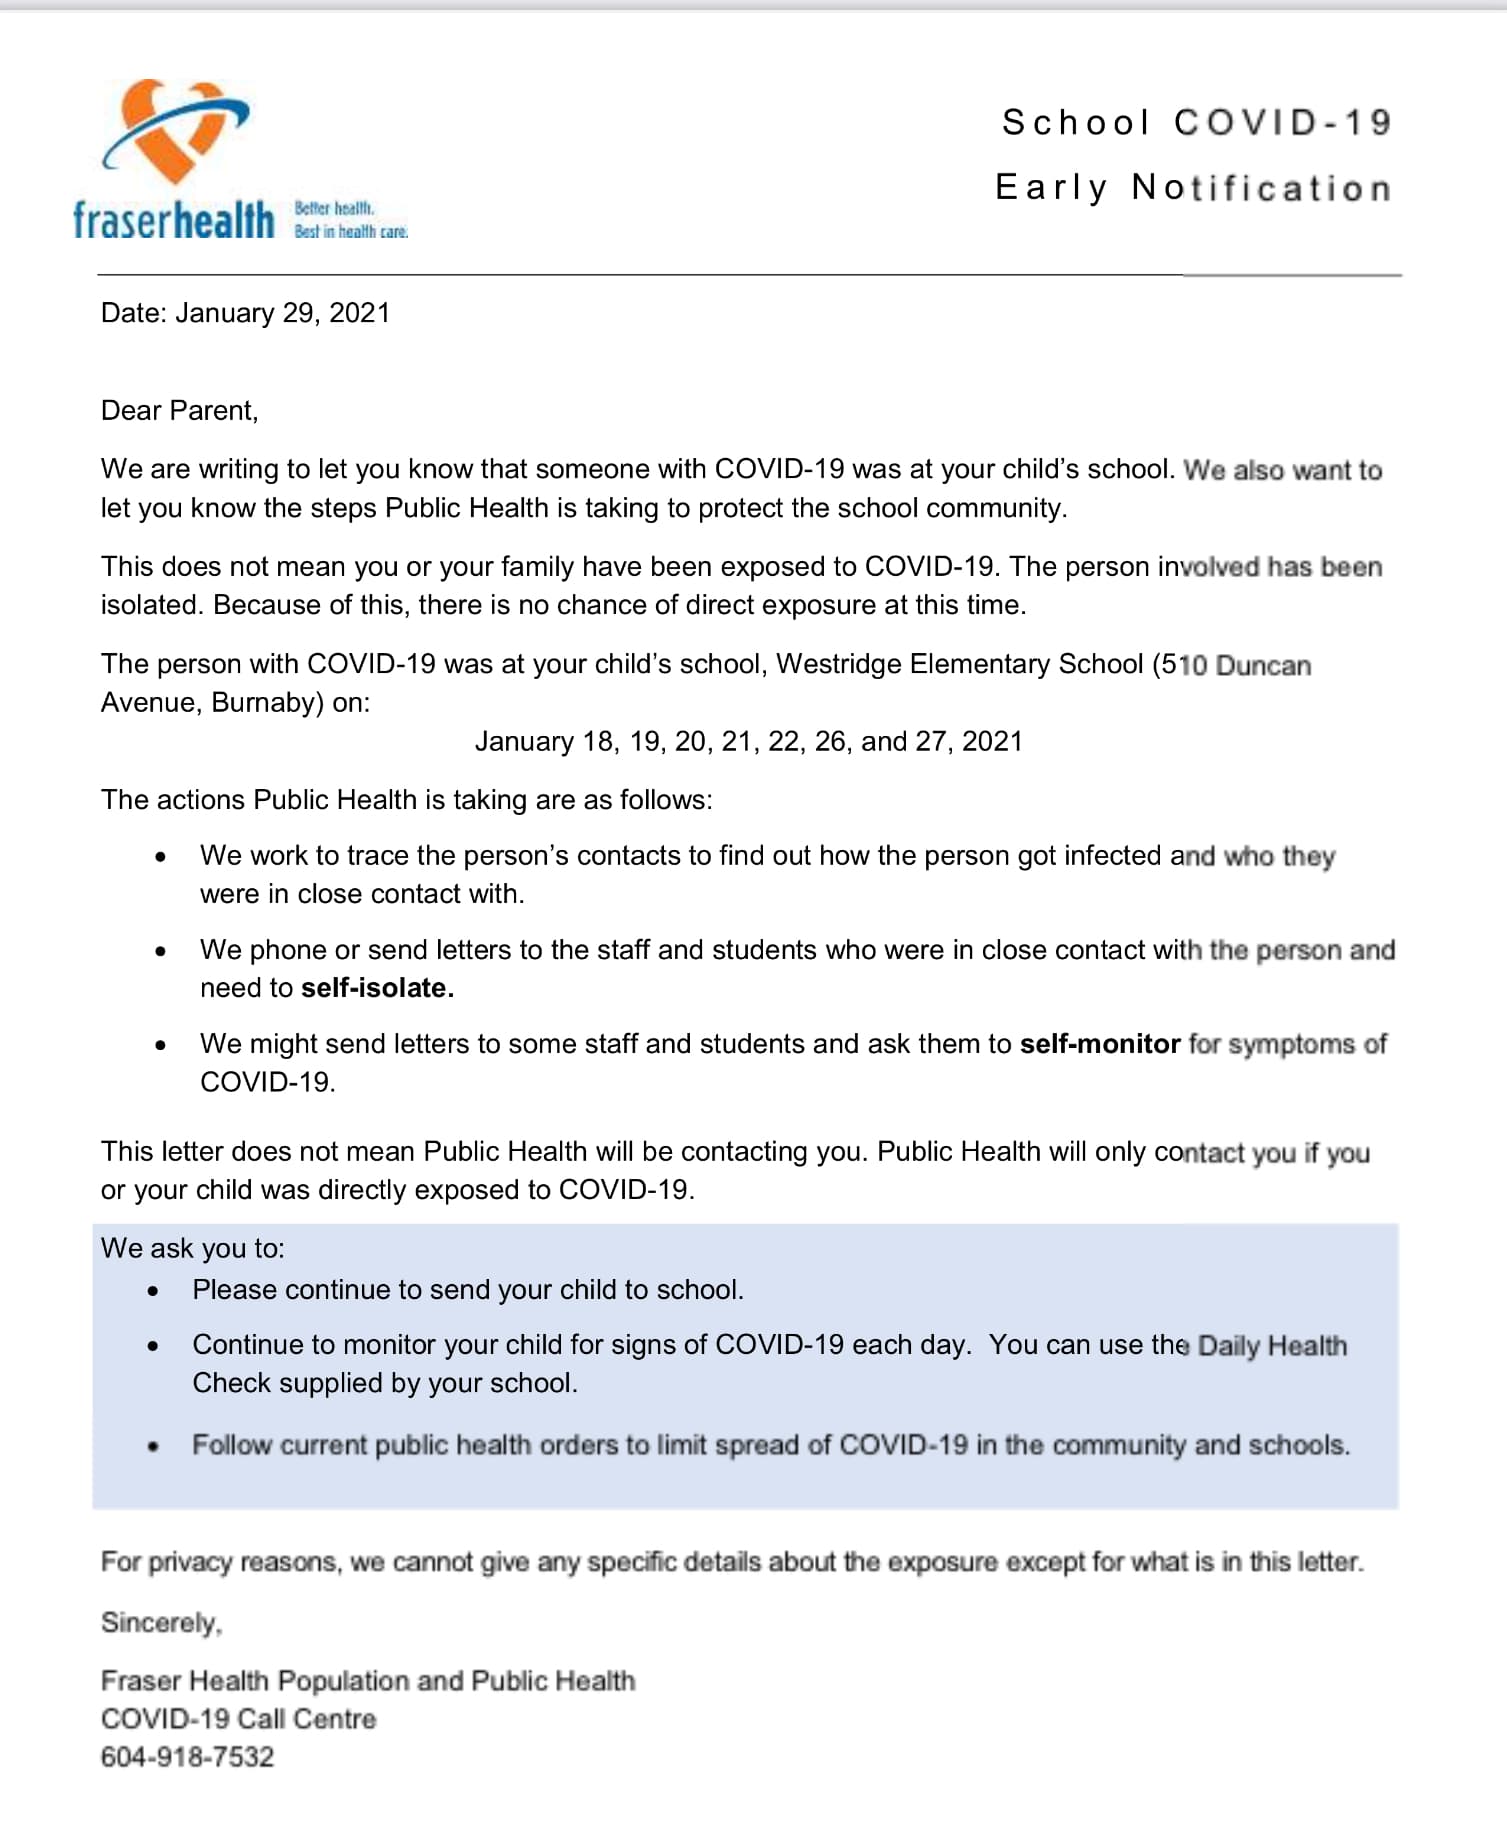 fraserhealth
Better health.
Best in health care.
School COVID-19
Early Notification
Date: January 29, 2021
Dear Parent,
We are writing to let you know that someone with COVID-19 was at your child’s school. We also want to
let you know the steps Public Health is taking to protect the school community.
This does not mean you or your family have been exposed to COVID-19. The person involved has been
isolated. Because of this, there is no chance of direct exposure at this time.
The person with COVID-19 was at your child’s school, Westridge Elementary School (510 Duncan
Avenue, Burnaby) on:
January 18, 19, 20, 21, 22, 26, and 27, 2021
The actions Public Health is taking are as follows:
• We work to trace the person’s contacts to find out how the person got infected and who they
were in close contact with.
• We phone or send letters to the staff and students who were in close contact with the person and
need to self-isolate.
• We might send letters to some staff and students and ask them to self-monitor for symptoms of
COVID-19.
This letter does not mean Public Health will be contacting you. Public Health will only contact you if you
or your child was directly exposed to COVID-19.
We ask you to:
• Please continue to send your child to school.
• Continue to monitor your child for signs of COVID-19 each day.  You can use the Daily Health
Check supplied by your school.
• Follow current public health orders to limit spread of COVID-19 in the community and schools.
For privacy reasons, we cannot give any specific details about the exposure except for what is in this letter.
Sincerely,
Fraser Health Population and Public Health
COVID-19 Call Centre
604-918-7532